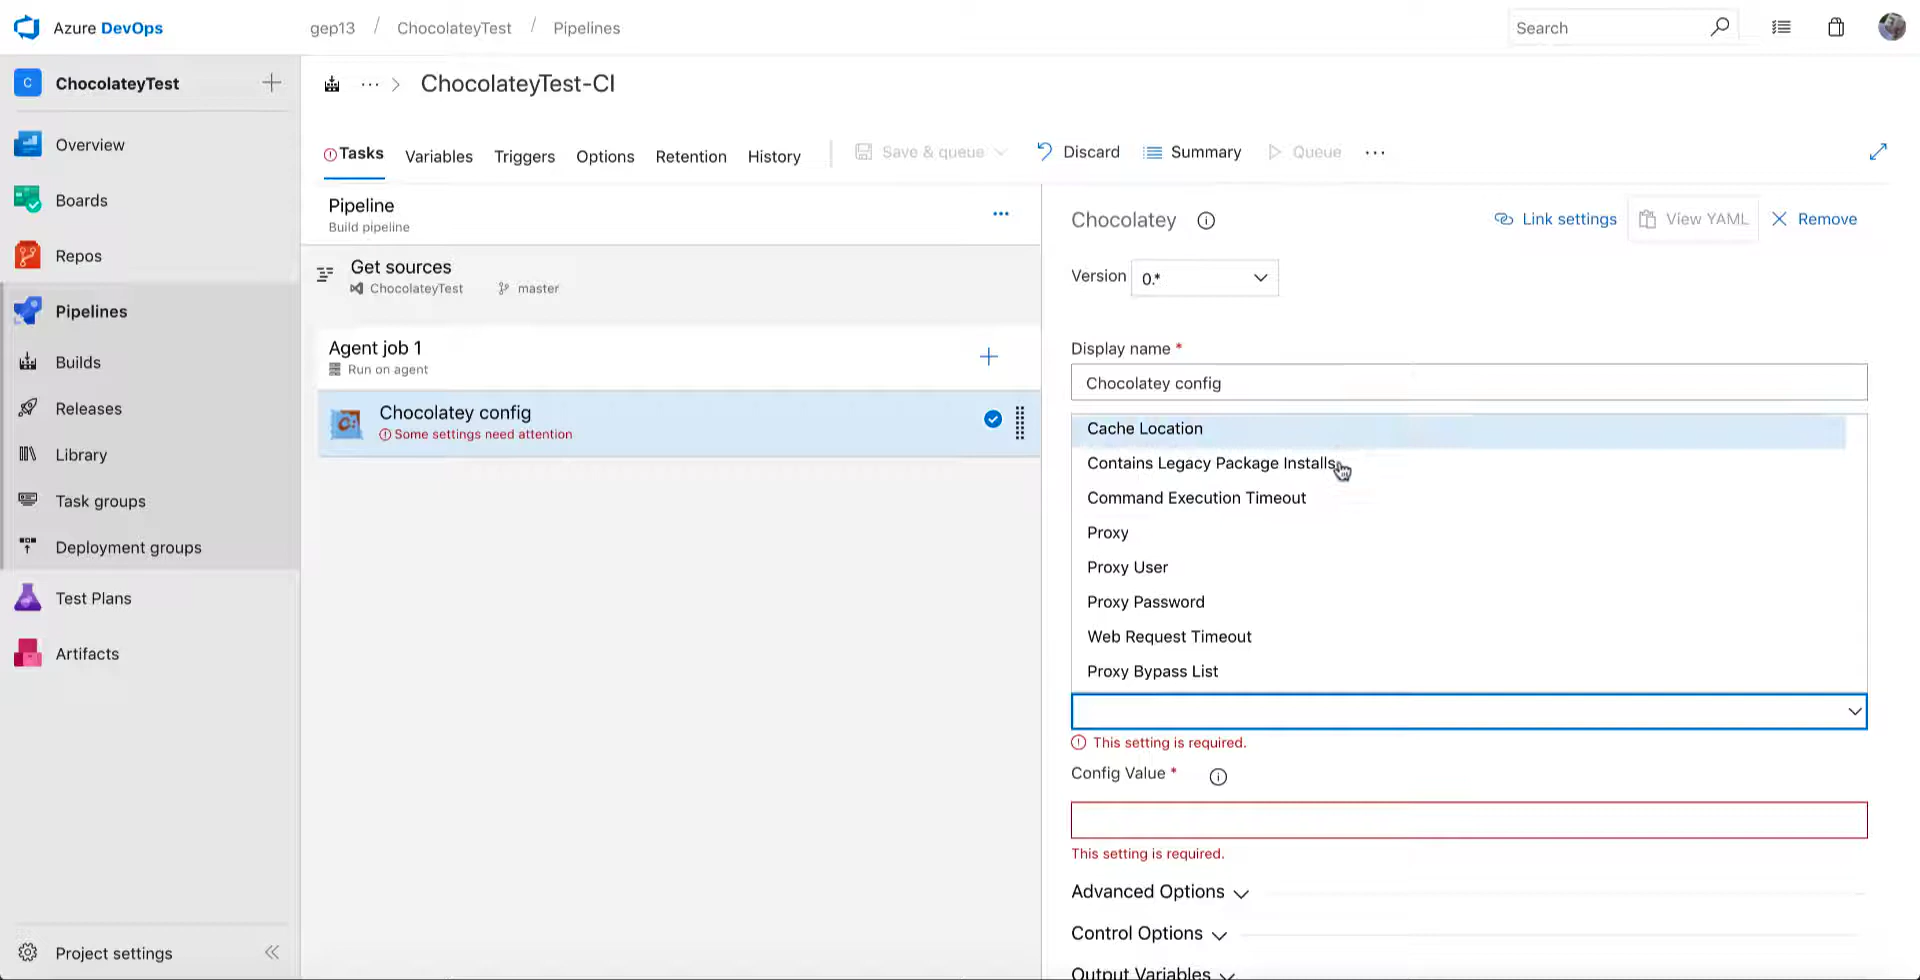 Azure DevOps
gep13 / ChocolateyTest / Pipelines
Search
C ChocolateyTest
ChocolateyTest-CI
Overview
Boards
Repos
Pipelines
Builds
Releases
Library
Task groups
Deployment groups
Test Plans
Artifacts
Project settings
Tasks Variables Triggers Options Retention History Save & queue Discard Summary Queue
Pipeline
Build pipeline
Get sources
ChocolateyTest master
Agent job 1
Run on agent
Chocolatey config
Some settings need attention
Chocolatey Link settings View YAML Remove
Version 0.*
Display name *
Chocolatey config
Cache Location
Contains Legacy Package Installs
Command Execution Timeout
Proxy
Proxy User
Proxy Password
Web Request Timeout
Proxy Bypass List
This setting is required.
Config Value *
This setting is required.
Advanced Options
Control Options
Output Variables